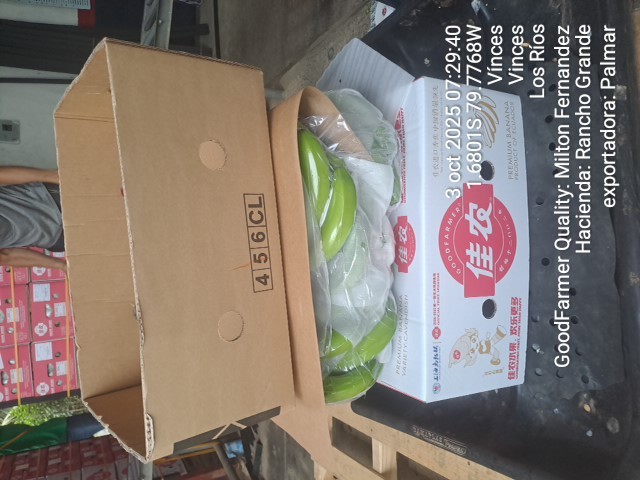 456CL
佳农
PREMIUM BANANA
VARIETY:CAVENDISH
GOODFARMER
佳农
佳农水果,欢乐更多
PREMIUM BANANA
PRODUCT OF ECUADOR
3 oct 2025 07:29:40
1.6801S 79.7768W
Vínces
Vinces
Los Ríos
GoodFarmer Quality: Milton Fernandez
Hacienda: Rancho Grande
exportadora: Palmar